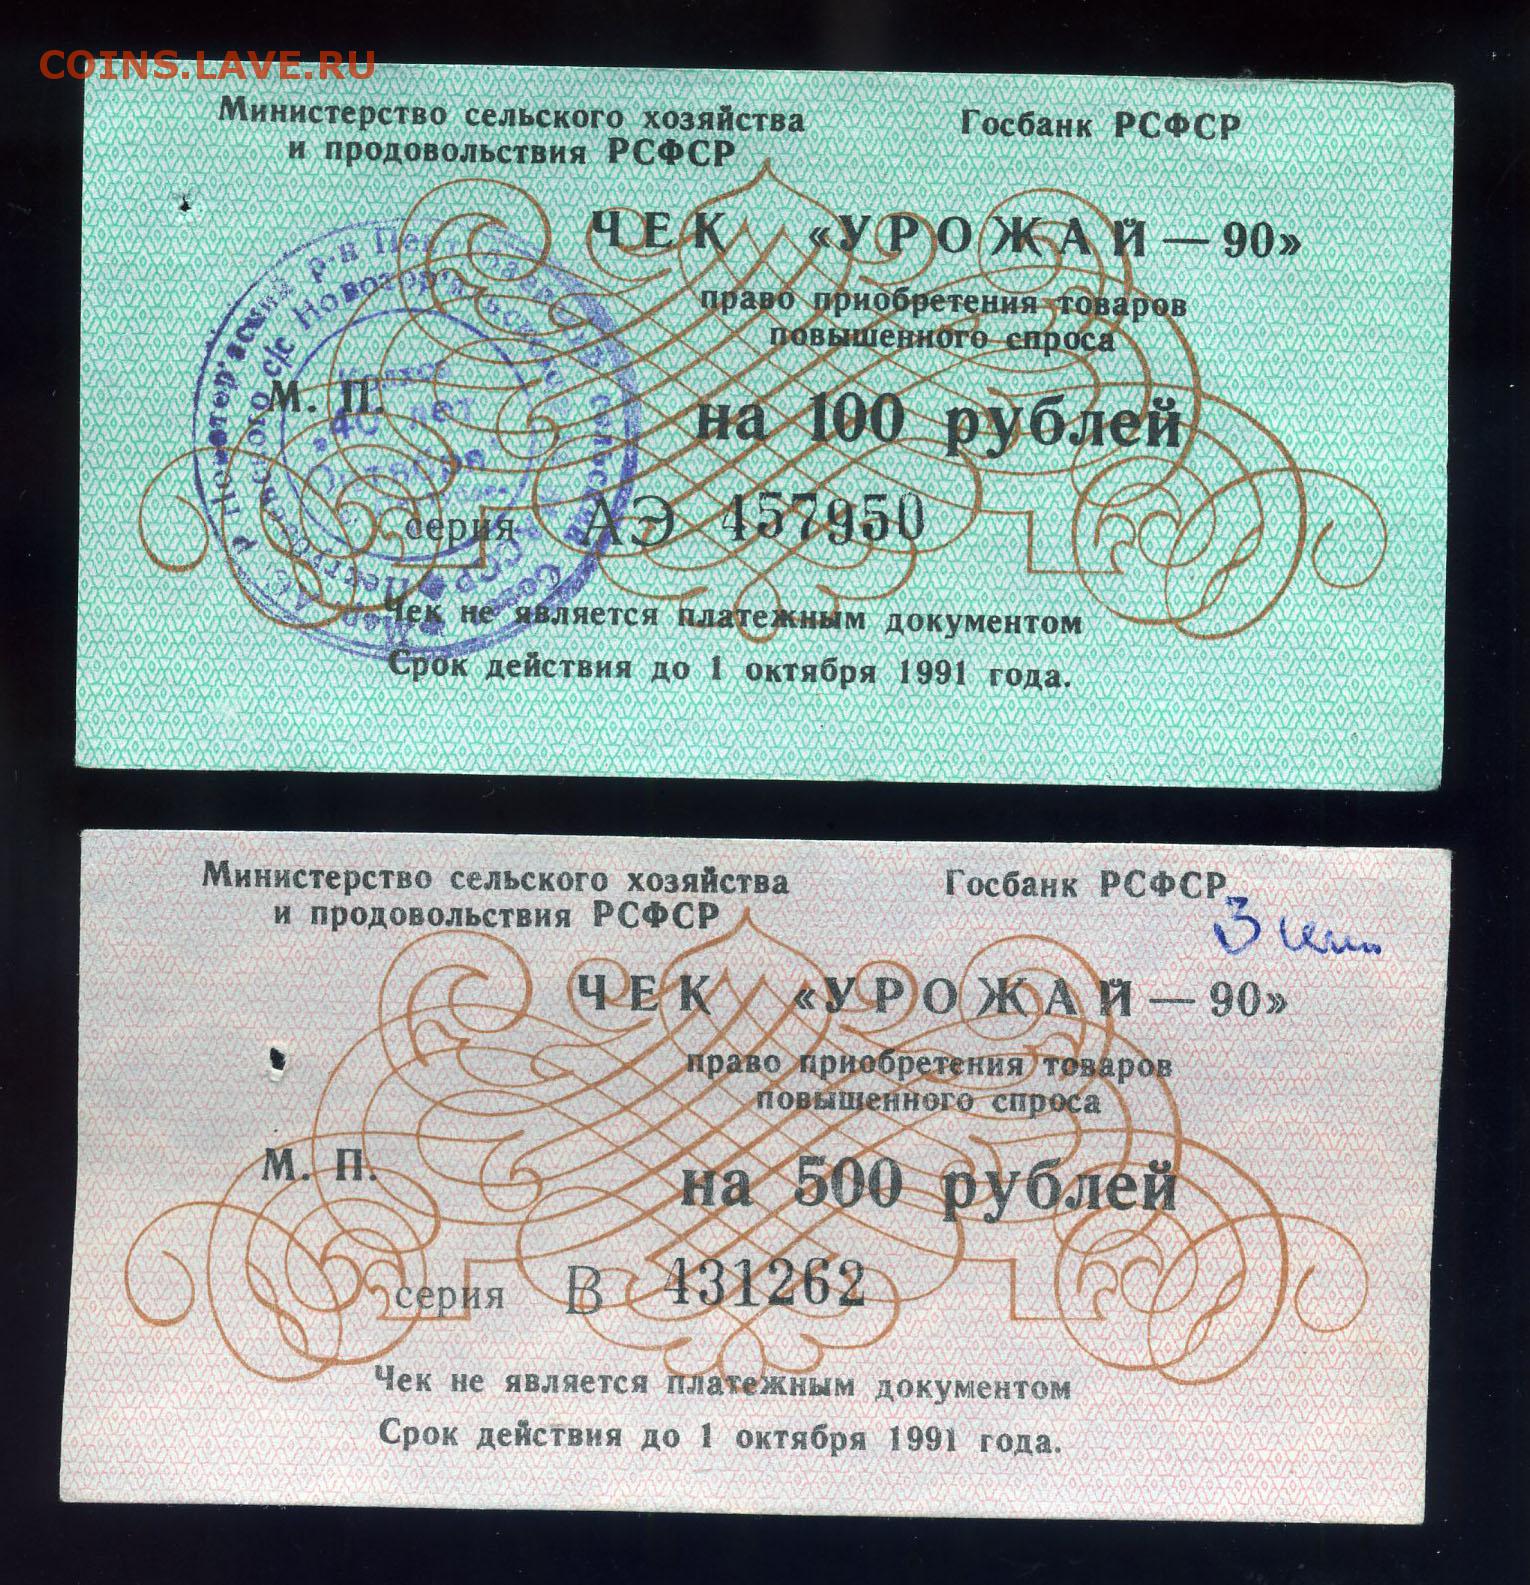 COINS.LAVE.RU
Министерство сельского хозяйства
и продовольствия РСФСР
Госбанк РСФСР
ЧЕК «УРОЖАЙ — 90»
право приобретения товаров
повышенного спроса
М. П.
на 100 рублей
40 лет
Октября
серия АЭ 457950
Чек не является платежным документом
Срок действия до 1 октября 1991 года.
Министерство сельского хозяйства
и продовольствия РСФСР
Госбанк РСФСР
ЧЕК «УРОЖАЙ — 90»
право приобретения товаров
повышенного спроса
М. П.
на 500 рублей
серия В 431262
Чек не является платежным документом
Срок действия до 1 октября 1991 года.